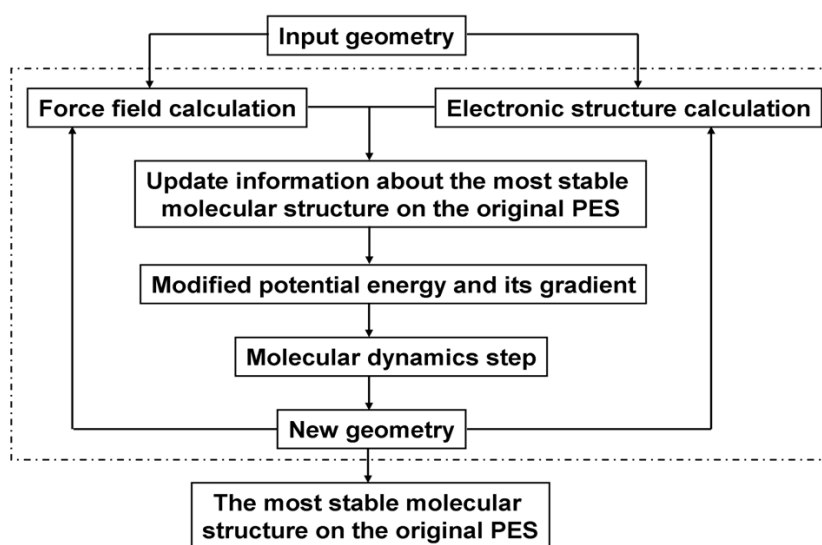 Input geometry
Force field calculation
Electronic structure calculation
Update information about the most stable
molecular structure on the original PES
Modified potential energy and its gradient
Molecular dynamics step
New geometry
The most stable molecular
structure on the original PES